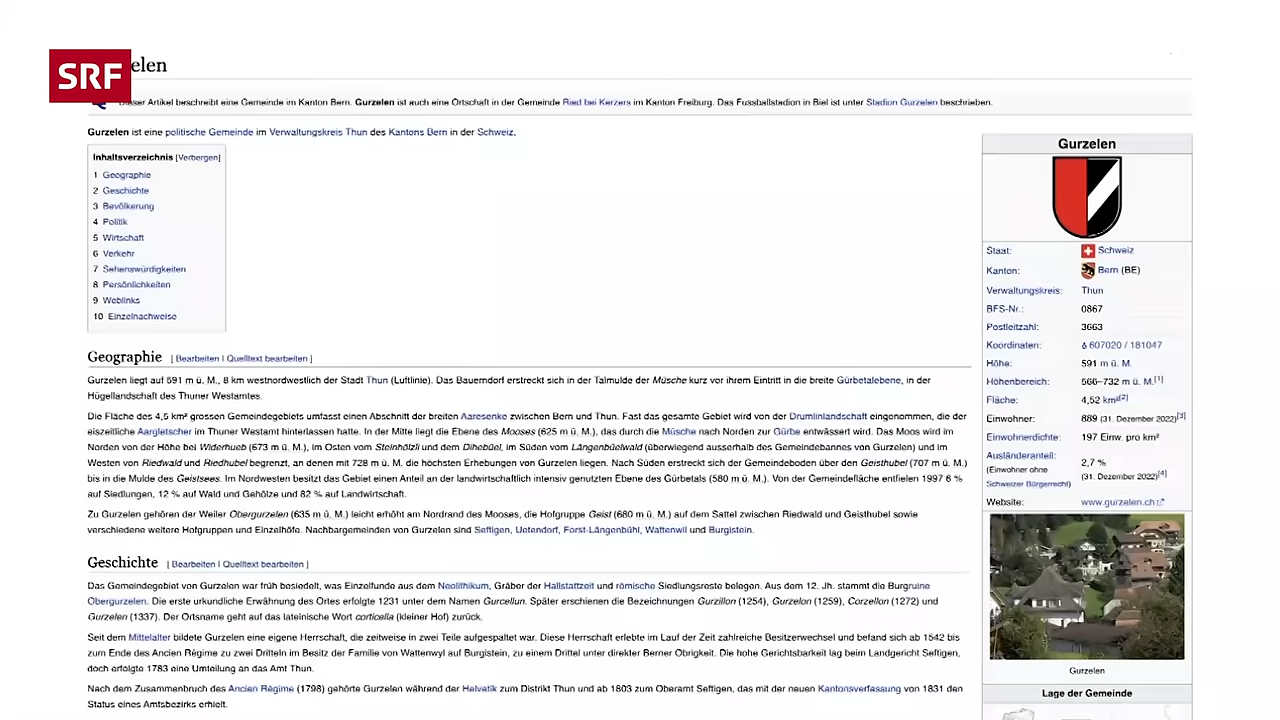 SRF
elen
Dieser Artikel beschreibt eine Gemeinde im Kanton Bern. Gurzelen ist auch eine Ortschaft in der Gemeinde Ried bei Kerzers im Kanton Freiburg. Das Fussballstadion in Biel ist unter Stadion Gurzelen beschrieben.
Gurzelen ist eine politische Gemeinde im Verwaltungskreis Thun des Kantons Bern in der Schweiz.
Inhaltsverzeichnis [Verbergen]
1 Geographie
2 Geschichte
3 Bevölkerung
4 Politik
5 Wirtschaft
6 Verkehr
7 Sehenswürdigkeiten
8 Persönlichkeiten
9 Weblinks
10 Einzelnachweise
Geographie [ Bearbeiten | Quelltext bearbeiten ]
Gurzelen liegt auf 591 m ü. M., 8 km westnordwestlich der Stadt Thun (Luftlinie). Das Bauerndorf erstreckt sich in der Talmulde der Müsche kurz vor ihrem Eintritt in die breite Gürbetalebene, in der
Hügellandschaft des Thuner Westamtes.
Die Fläche des 4,5 km² grossen Gemeindegebiets umfasst einen Abschnitt der breiten Aaresenke zwischen Bern und Thun. Fast das gesamte Gebiet wird von der Drumlinlandschaft eingenommen, die der
eiszeitliche Aargletscher im Thuner Westamt hinterlassen hatte. In der Mitte liegt die Ebene des Mooses (625 m ü. M.), das durch die Müsche nach Norden zur Gürbe entwässert wird. Das Moos wird im
Norden von der Höhe bei Widerhueb (673 m ü. M.), im Osten vom Steinhölzli und dem Dihebüel, im Süden vom Längenbüelwald (überwiegend ausserhalb des Gemeindebannes von Gurzelen) und im
Westen von Riedwald und Riedhubel begrenzt, an denen mit 728 m ü. M. die höchsten Erhebungen von Gurzelen liegen. Nach Süden erstreckt sich der Gemeindeboden über den Geisthubel (707 m ü. M.)
bis in die Mulde des Geistsees. Im Nordwesten besitzt das Gebiet einen Anteil an der landwirtschaftlich intensiv genutzten Ebene des Gürbetals (580 m ü. M.). Von der Gemeindefläche entfielen 1997 6 %
auf Siedlungen, 12 % auf Wald und Gehölze und 82 % auf Landwirtschaft.
Zu Gurzelen gehören der Weiler Obergurzelen (635 m ü. M.) leicht erhöht am Nordrand des Mooses, die Hofgruppe Geist (680 m ü. M.) auf dem Sattel zwischen Riedwald und Geisthubel sowie
verschiedene weitere Hofgruppen und Einzelhöfe. Nachbargemeinden von Gurzelen sind Seftigen, Uetendorf, Forst-Längenbühl, Wattenwil und Burgistein.
Geschichte [ Bearbeiten | Quelltext bearbeiten ]
Das Gemeindegebiet von Gurzelen war früh besiedelt, was Einzelfunde aus dem Neolithikum, Gräber der Hallstattzeit und römische Siedlungsreste belegen. Aus dem 12. Jh. stammt die Burgruine
Obergurzelen. Die erste urkundliche Erwähnung des Ortes erfolgte 1231 unter dem Namen Gurcellun. Später erschienen die Bezeichnungen Gurzillon (1254), Gurzelon (1259), Corzellon (1272) und
Gurzelen (1337). Der Ortsname geht auf das lateinische Wort corticella (kleiner Hof) zurück.
Seit dem Mittelalter bildete Gurzelen eine eigene Herrschaft, die zeitweise in zwei Teile aufgespaltet war. Diese Herrschaft erlebte im Lauf der Zeit zahlreiche Besitzerwechsel und befand sich ab 1542 bis
zum Ende des Ancien Régime zu zwei Dritteln im Besitz der Familie von Wattenwyl auf Burgistein, zu einem Drittel unter direkter Berner Obrigkeit. Die hohe Gerichtsbarkeit lag beim Landgericht Seftigen,
doch erfolgte 1783 eine Umteilung an das Amt Thun.
Nach dem Zusammenbruch des Ancien Régime (1798) gehörte Gurzelen während der Helvetik zum Distrikt Thun und ab 1803 zum Oberamt Seftigen, das mit der neuen Kantonsverfassung von 1831 den
Status eines Amtsbezirks erhielt.
Gurzelen
Staat: Schweiz
Kanton: Bern (BE)
Verwaltungskreis: Thun
BFS-Nr.: 0867
Postleitzahl: 3663
Koordinaten: 607020 / 181047
Höhe: 591 m ü. M.
Höhenbereich: 566–732 m ü. M.[1]
Fläche: 4,52 km²[2]
Einwohner: 889 (31. Dezember 2022)[3]
Einwohnerdichte: 197 Einw. pro km²
Ausländeranteil:
(Einwohner ohne
Schweizer Bürgerrecht)
2,7 %
(31. Dezember 2022)[4]
Website: www.gurzelen.ch
Gurzelen
Lage der Gemeinde